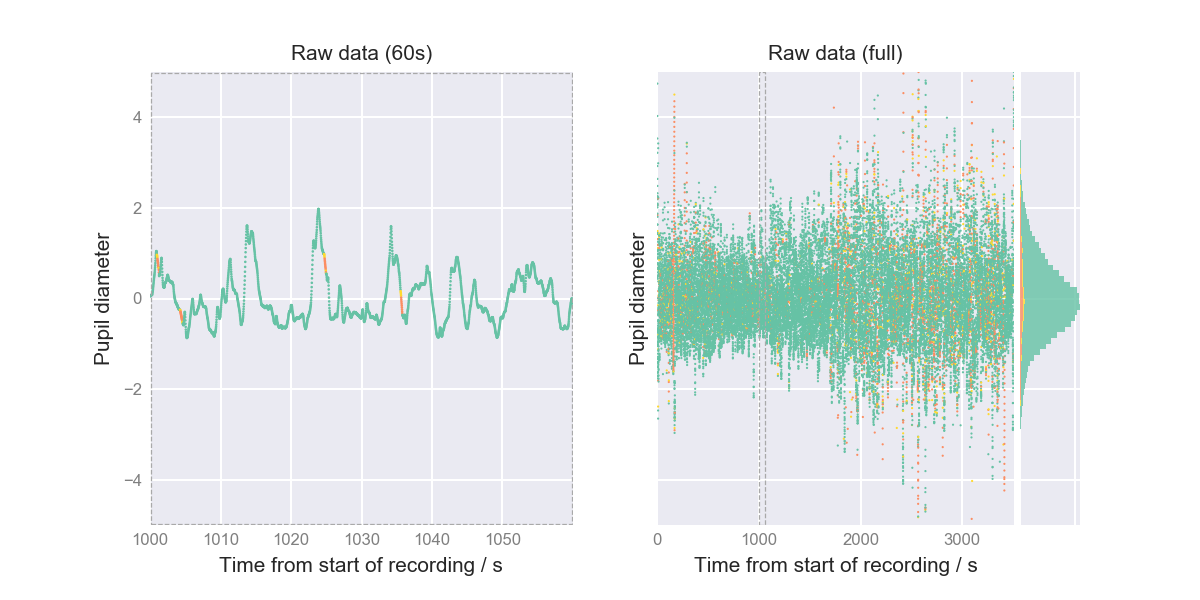 Raw data (60s)
Pupil diameter
4
2
0
−2
−4
1000 1010 1020 1030 1040 1050
Time from start of recording / s
Raw data (full)
Pupil diameter
0 1000 2000 3000
Time from start of recording / s